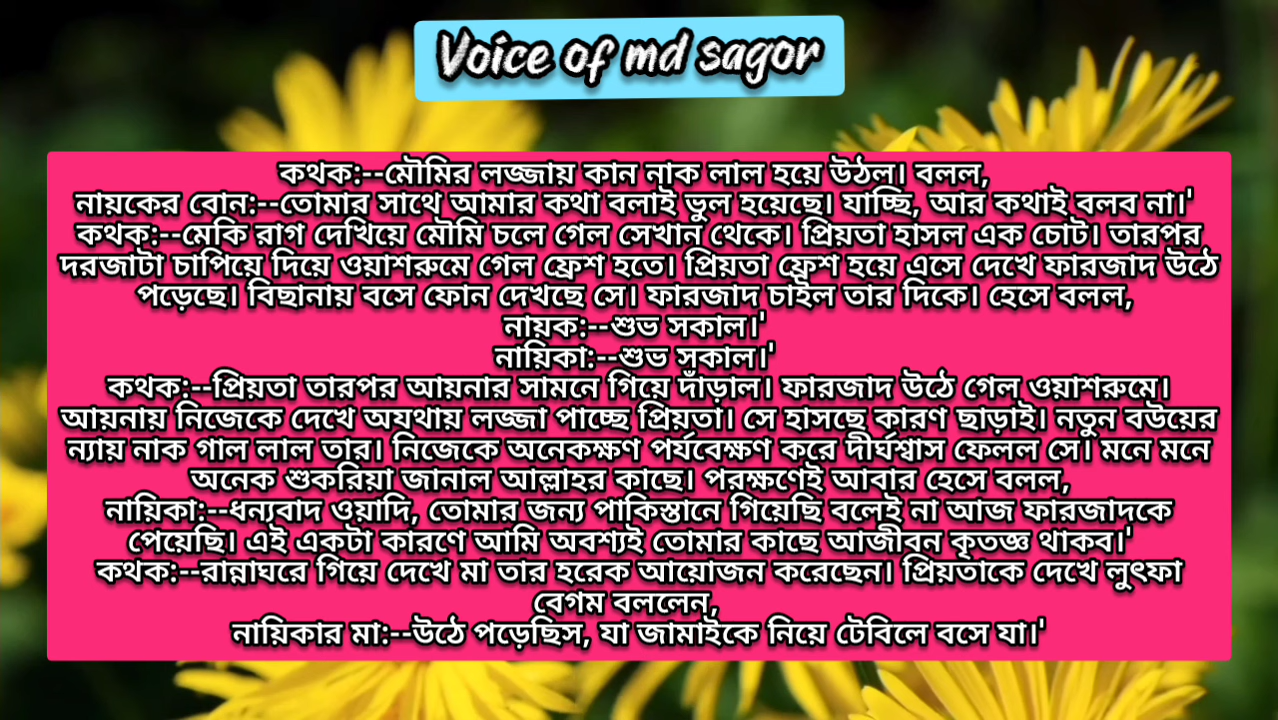 Voice of md sagor
কথক:--মৌমির লজ্জায় কান নাক লাল হয়ে উঠল। বলল,
নায়কের বোন:--তোমার সাথে আমার কথা বলাই ভুল হয়েছে। যাচ্ছি, আর কথাই বলব না।'
কথক:--মেকি রাগ দেখিয়ে মৌমি চলে গেল সেখান থেকে। প্রিয়তা হাসল এক চোট। তারপর
দরজাটা চাপিয়ে দিয়ে ওয়াশরুমে গেল ফ্রেশ হতে। প্রিয়তা ফ্রেশ হয়ে এসে দেখে ফারজাদ উঠে
পড়েছে। বিছানায় বসে ফোন দেখছে সে। ফারজাদ চাইল তার দিকে। হেসে বলল,
নায়ক:--শুভ সকাল।'
নায়িকা:--শুভ সকাল।'
কথক:--প্রিয়তা তারপর আয়নার সামনে গিয়ে দাঁড়াল। ফারজাদ উঠে গেল ওয়াশরুমে।
আয়নায় নিজেকে দেখে অযথায় লজ্জা পাচ্ছে প্রিয়তা। সে হাসছে কারণ ছাড়াই। নতুন বউয়ের
ন্যায় নাক গাল লাল তার। নিজেকে অনেকক্ষণ পর্যবেক্ষণ করে দীর্ঘশ্বাস ফেলল সে। মনে মনে
অনেক শুকরিয়া জানাল আল্লাহর কাছে। পরক্ষণেই আবার হেসে বলল,
নায়িকা:--ধন্যবাদ ওয়াদি, তোমার জন্য পাকিস্তানে গিয়েছি বলেই না আজ ফারজাদকে
পেয়েছি। এই একটা কারণে আমি অবশ্যই তোমার কাছে আজীবন কৃতজ্ঞ থাকব।'
কথক:--রান্নাঘরে গিয়ে দেখে মা তার হরেক আয়োজন করেছেন। প্রিয়তাকে দেখে লুৎফা
বেগম বললেন,
নায়িকার মা:--উঠে পড়েছিস, যা জামাইকে নিয়ে টেবিলে বসে যা।'